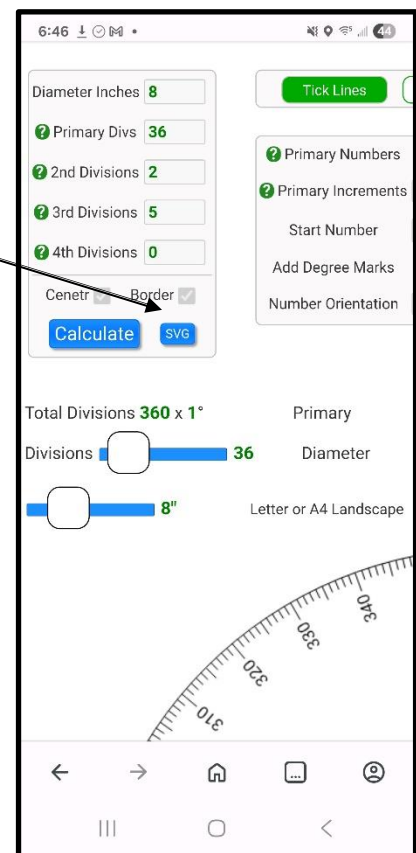 6:46
44
Diameter Inches 8
? Primary Divs 36
? 2nd Divisions 2
? 3rd Divisions 5
? 4th Divisions 0
Cenetr Border
Calculate SVG
Tick Lines
? Primary Numbers
? Primary Increments
Start Number
Add Degree Marks
Number Orientation
Total Divisions 360 x 1° Primary
Divisions 36 Diameter
8" Letter or A4 Landscape
310
320
330
340